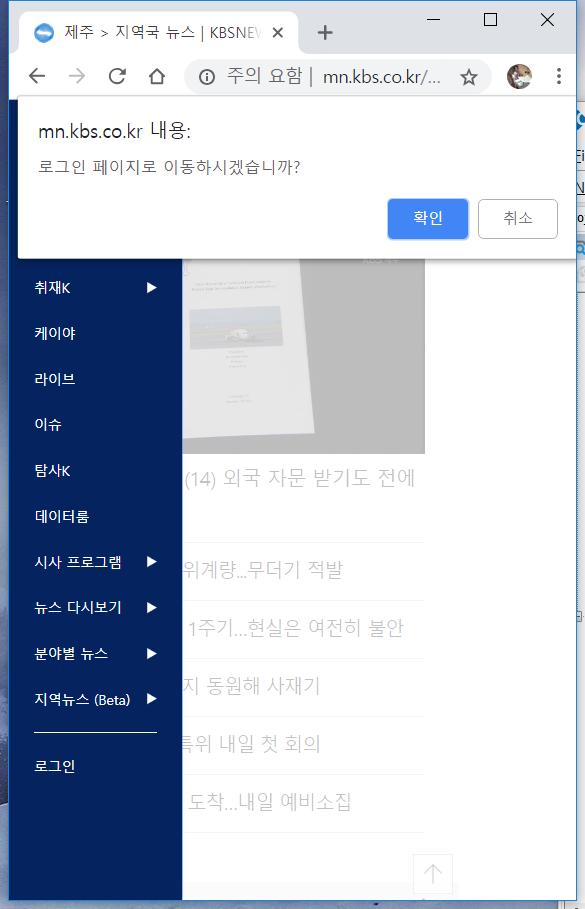 제주 > 지역국 뉴스 | KBSNEW
주의 요함 | mn.kbs.co.kr/...
mn.kbs.co.kr 내용:
로그인 페이지로 이동하시겠습니까?
확인
취소
취재K
케이야
라이브
이슈
탐사K
데이터룸
시사 프로그램
뉴스 다시보기
분야별 뉴스
지역뉴스 (Beta)
로그인
(14) 외국 자문 받기도 전에
위계량...무더기 적발
1주기...현실은 여전히 불안
지 동원해 사재기
특위 내일 첫 회의
도착...내일 예비소집